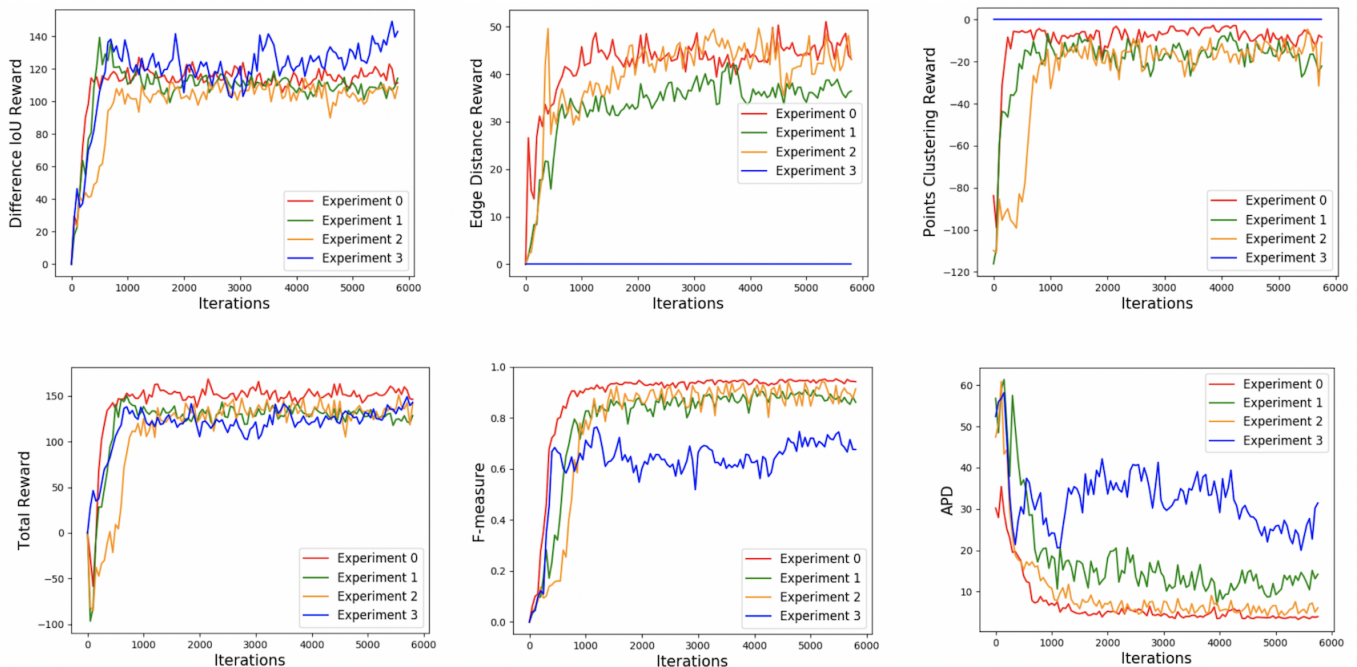 Difference IoU Reward
140
120
100
80
60
40
20
0
0 1000 2000 3000 4000 5000 6000
Iterations
Experiment 0
Experiment 1
Experiment 2
Experiment 3
Edge Distance Reward
50
40
30
20
10
0
0 1000 2000 3000 4000 5000 6000
Iterations
Experiment 0
Experiment 1
Experiment 2
Experiment 3
Points Clustering Reward
0
−20
−40
−60
−80
−100
−120
0 1000 2000 3000 4000 5000 6000
Iterations
Experiment 0
Experiment 1
Experiment 2
Experiment 3
Total Reward
150
100
50
0
−50
−100
0 1000 2000 3000 4000 5000 6000
Iterations
Experiment 0
Experiment 1
Experiment 2
Experiment 3
F-measure
1.0
0.8
0.6
0.4
0.2
0.0
0 1000 2000 3000 4000 5000 6000
Iterations
Experiment 0
Experiment 1
Experiment 2
Experiment 3
APD
60
50
40
30
20
10
0 1000 2000 3000 4000 5000 6000
Iterations
Experiment 0
Experiment 1
Experiment 2
Experiment 3